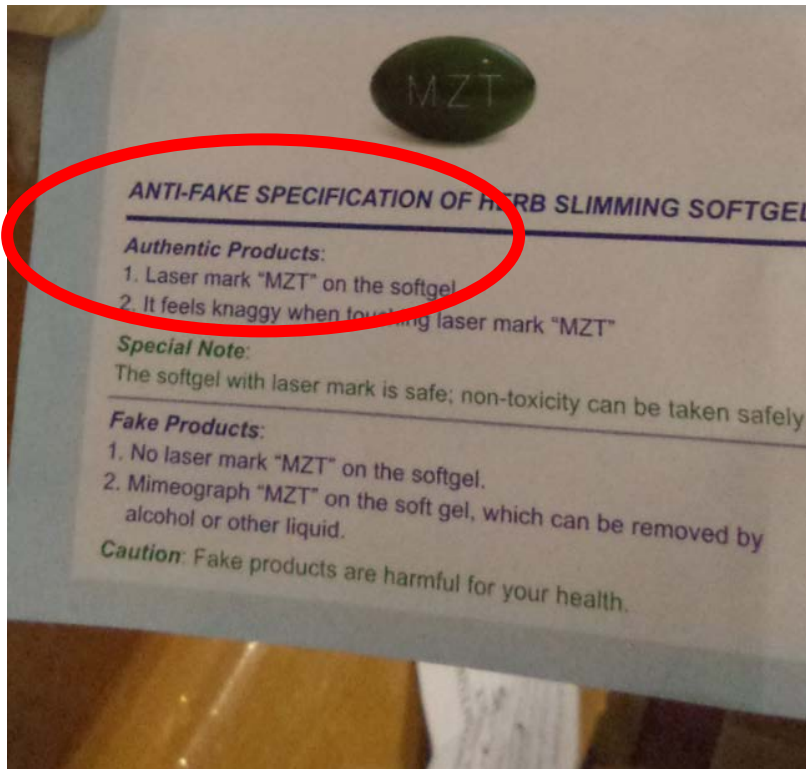 MZT
ANTI-FAKE SPECIFICATION OF HERB SLIMMING SOFTGEL
Authentic Products:
1. Laser mark “MZT” on the softgel
2. It feels knaggy when touching laser mark “MZT”
Special Note:
The softgel with laser mark is safe; non-toxicity can be taken safely
Fake Products:
1. No laser mark “MZT” on the softgel.
2. Mimeograph “MZT” on the soft gel, which can be removed by
alcohol or other liquid.
Caution: Fake products are harmful for your health.